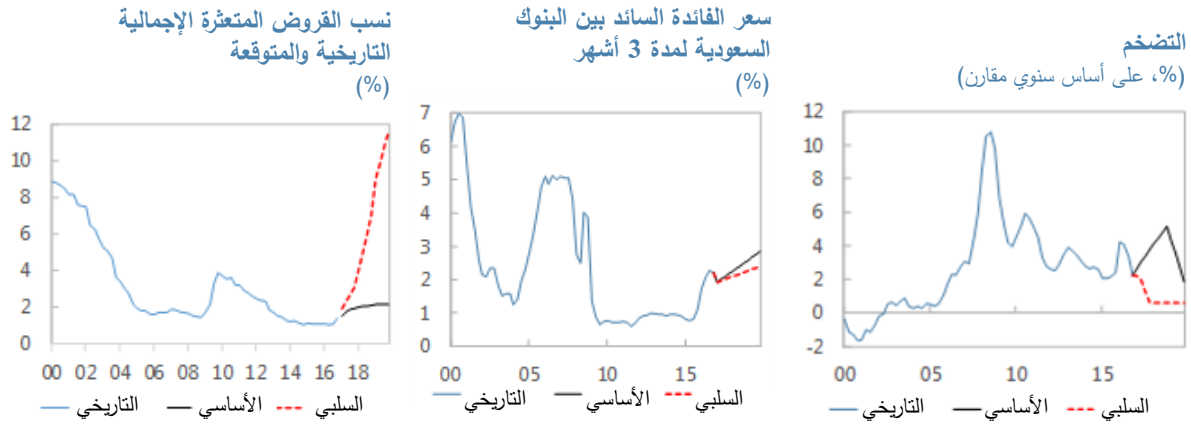 التضخم
(%، على أساس سنوي مقارن)
12
10
8
6
4
2
0
-2
00 05 10 15
التاريخي الأساسي السلبي
سعر الفائدة السائد بين البنوك
السعودية لمدة 3 أشهر
(%)
7
6
5
4
3
2
1
0
00 05 10 15
التاريخي الأساسي السلبي
نسب القروض المتعثرة الإجمالية
التاريخية والمتوقعة
(%)
12
10
8
6
4
2
0
00 02 04 06 08 10 12 14 16 18
التاريخي الأساسي السلبي